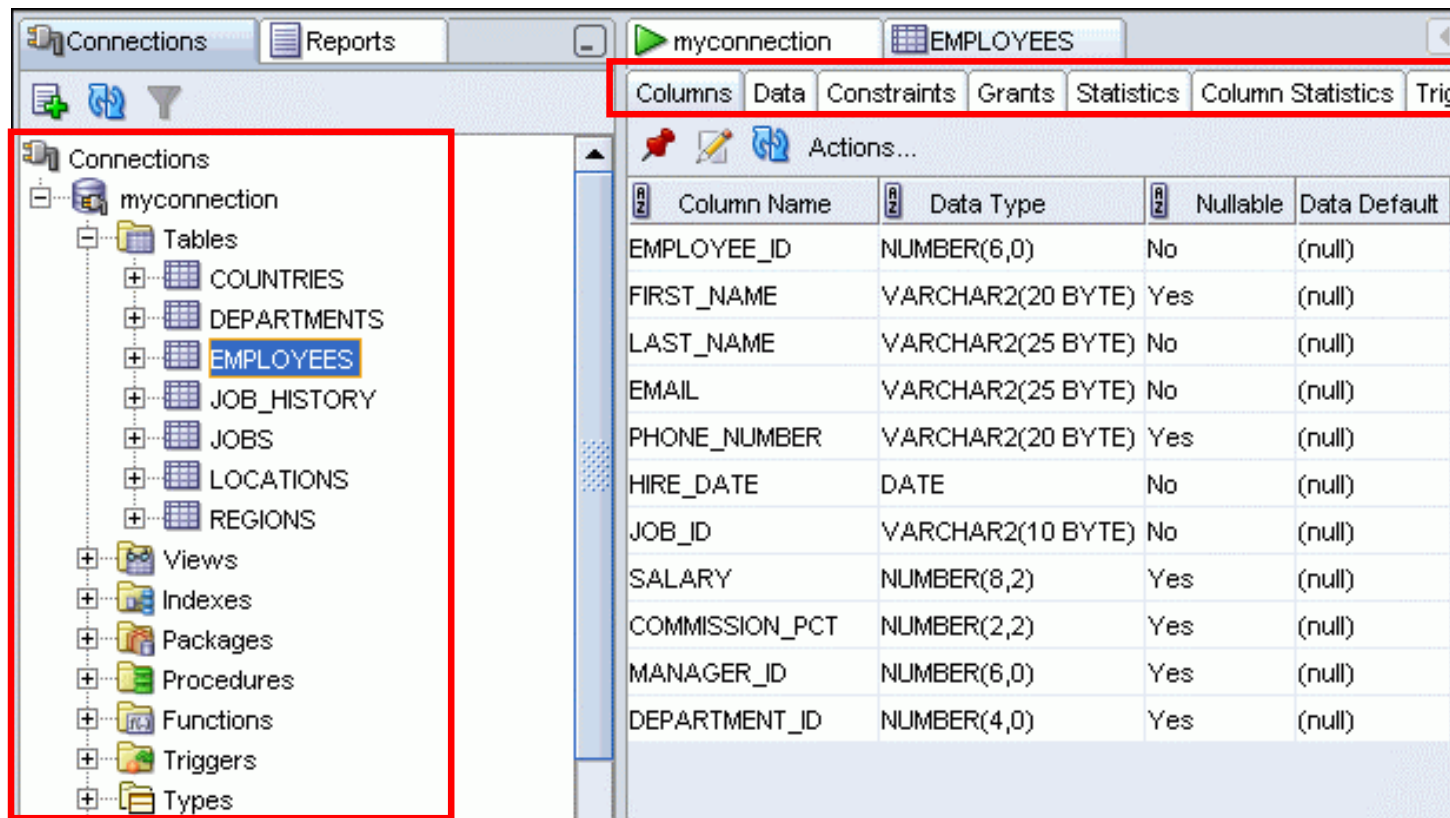 Connections Reports
Connections
myconnection
Tables
COUNTRIES
DEPARTMENTS
EMPLOYEES
JOB_HISTORY
JOBS
LOCATIONS
REGIONS
Views
Indexes
Packages
Procedures
Functions
Triggers
Types
myconnection EMPLOYEES
Columns Data Constraints Grants Statistics Column Statistics Trig
Actions...
Column Name Data Type Nullable Data Default
EMPLOYEE_ID NUMBER(6,0) No (null)
FIRST_NAME VARCHAR2(20 BYTE) Yes (null)
LAST_NAME VARCHAR2(25 BYTE) No (null)
EMAIL VARCHAR2(25 BYTE) No (null)
PHONE_NUMBER VARCHAR2(20 BYTE) Yes (null)
HIRE_DATE DATE No (null)
JOB_ID VARCHAR2(10 BYTE) No (null)
SALARY NUMBER(8,2) Yes (null)
COMMISSION_PCT NUMBER(2,2) Yes (null)
MANAGER_ID NUMBER(6,0) Yes (null)
DEPARTMENT_ID NUMBER(4,0) Yes (null)